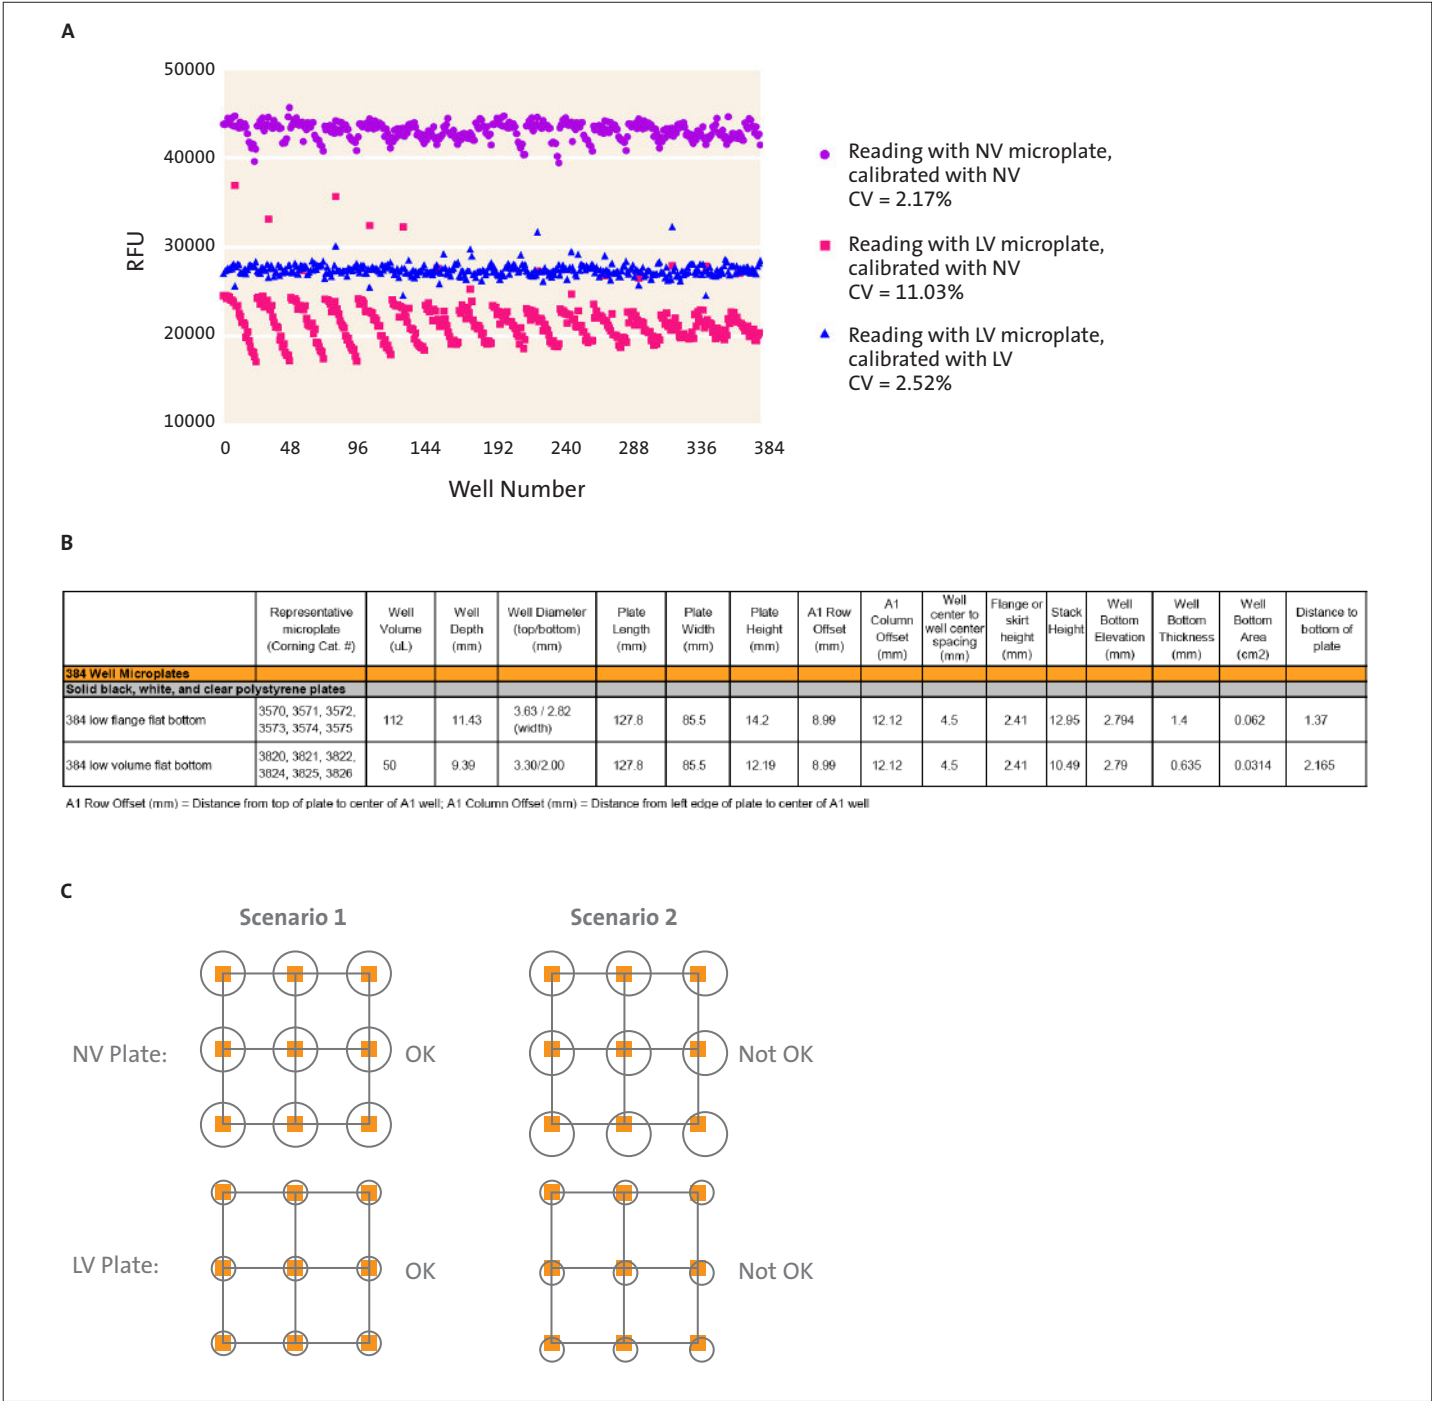 A
50000
40000
30000
20000
10000
RFU
0 48 96 144 192 240 288 336 384
Well Number
Reading with NV microplate,
calibrated with NV
CV = 2.17%
Reading with LV microplate,
calibrated with NV
CV = 11.03%
Reading with LV microplate,
calibrated with LV
CV = 2.52%
B
Representative microplate (Corning Cat. #) Well Volume (uL) Well Depth (mm) Well Diameter (top/bottom) (mm) Plate Length (mm) Plate Width (mm) Plate Height (mm) A1 Row Offset (mm) A1 Column Offset (mm) Well center to well center spacing (mm) Flange or skirt height (mm) Stack Height Well Bottom Elevation (mm) Well Bottom Thickness (mm) Well Bottom Area (cm2) Distance to bottom of plate
384 Well Microplates
Solid black, white, and clear polystyrene plates
384 low flange flat bottom 3570, 3571, 3572, 3573, 3574, 3575 112 11.43 3.63 / 2.82 (width) 127.8 85.5 14.2 8.99 12.12 4.5 2.41 12.95 2.794 1.4 0.062 1.37
384 low volume flat bottom 3820, 3821, 3822, 3824, 3825, 3826 50 9.39 3.30/2.00 127.8 85.5 12.19 8.99 12.12 4.5 2.41 10.49 2.79 0.635 0.0314 2.165
A1 Row Offset (mm) = Distance from top of plate to center of A1 well; A1 Column Offset (mm) = Distance from left edge of plate to center of A1 well
C
Scenario 1 Scenario 2
NV Plate: OK Not OK
LV Plate: OK Not OK